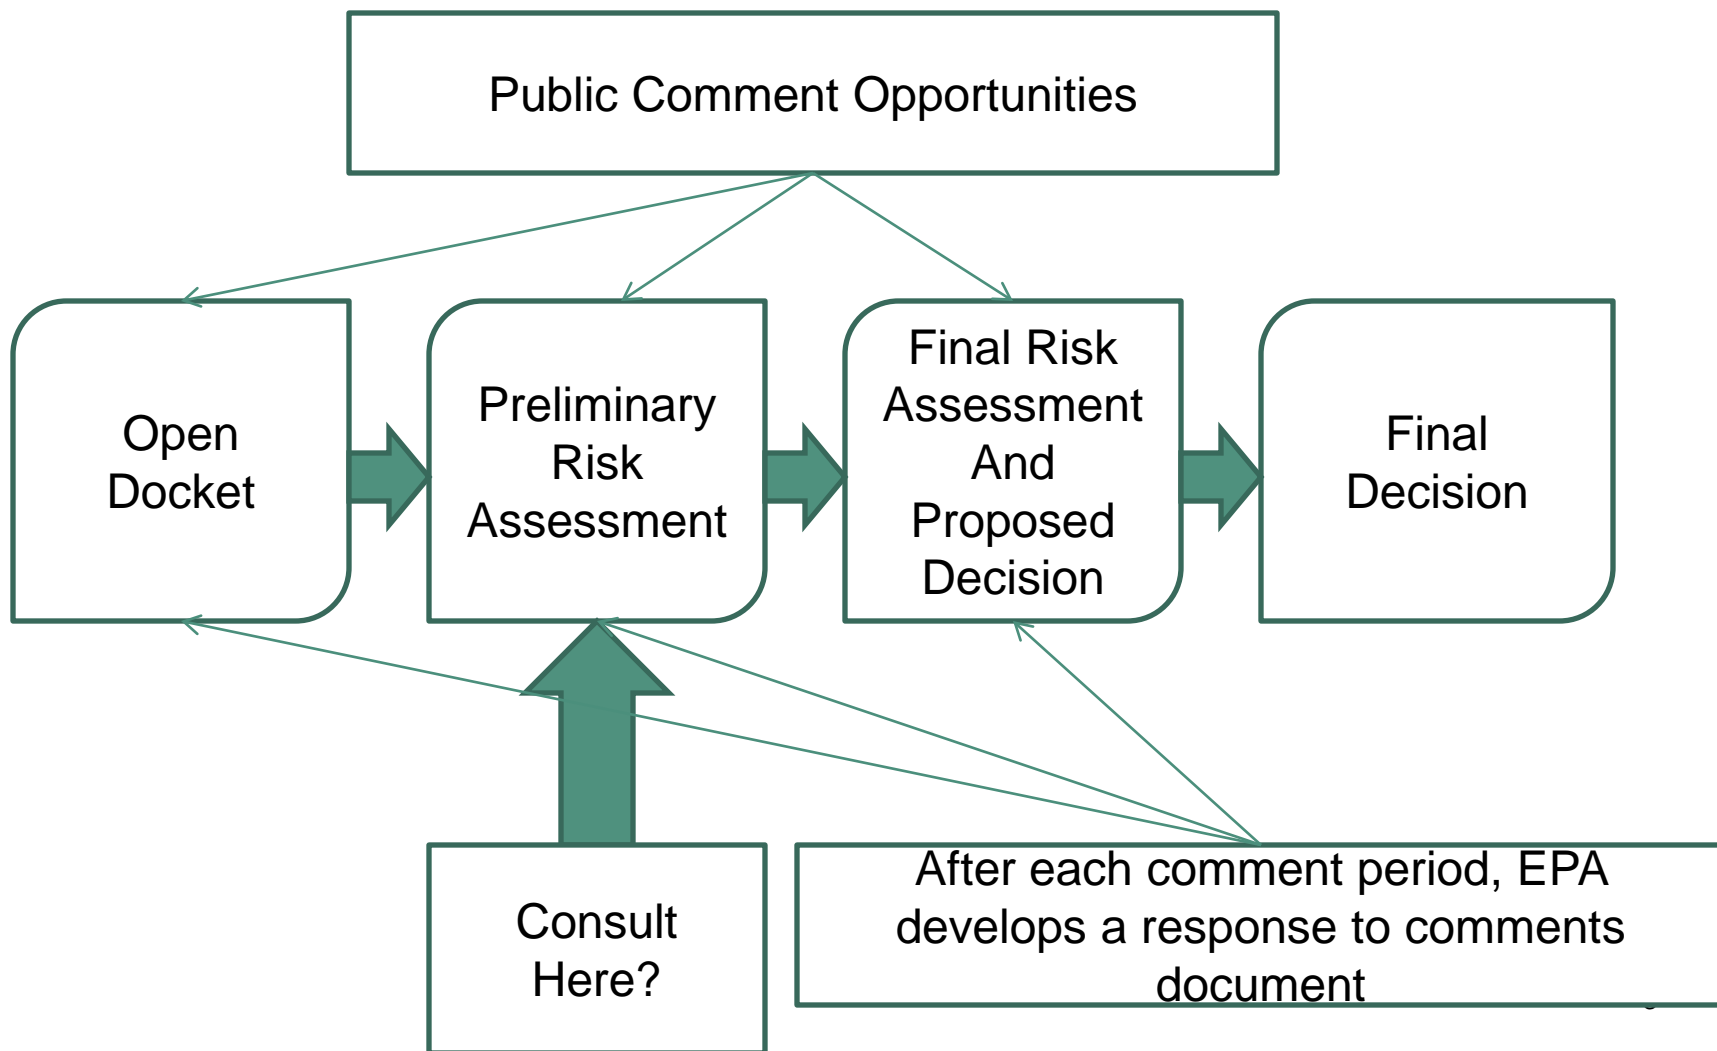 Public Comment Opportunities
Open
Docket
Preliminary
Risk
Assessment
Final Risk
Assessment
And
Proposed
Decision
Final
Decision
Consult
Here?
After each comment period, EPA
develops a response to comments
document